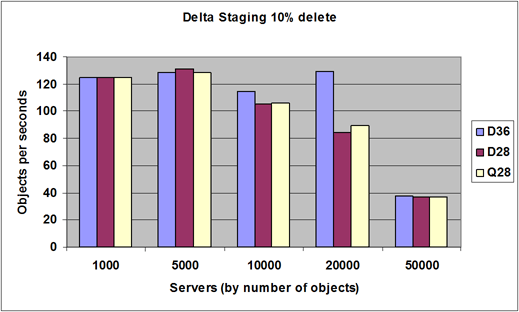 Delta Staging 10% delete
Objects per seconds
140
120
100
80
60
40
20
0
1000 5000 10000 20000 50000
Servers (by number of objects)
D36
D28
Q28